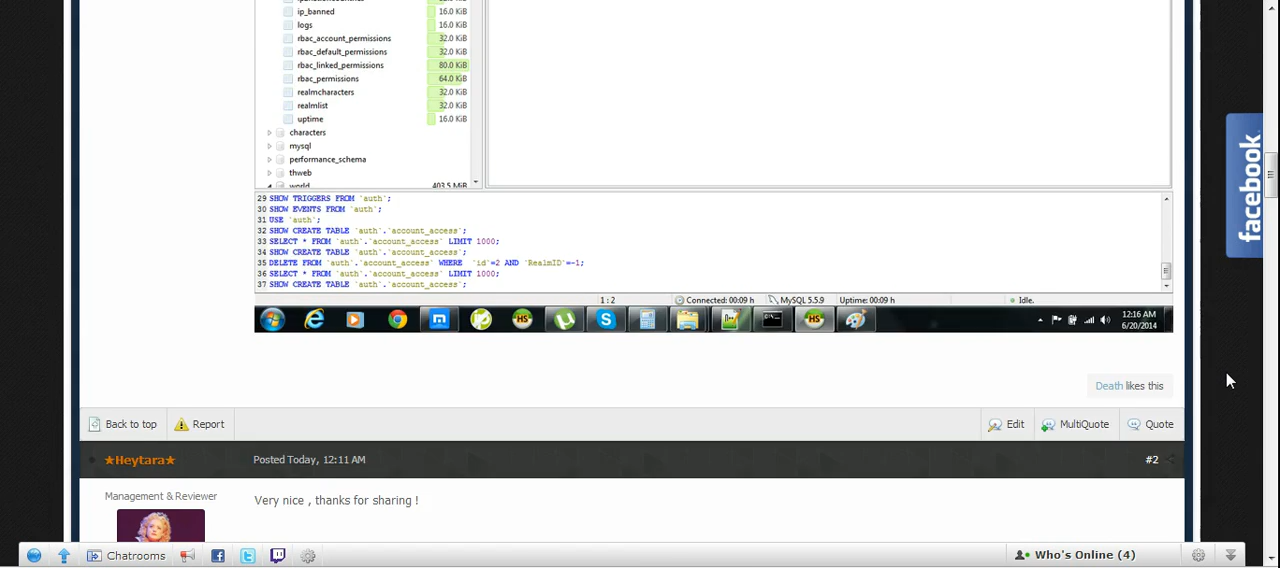 ip_banned 16.0 KiB
logs 16.0 KiB
rbac_account_permissions 32.0 KiB
rbac_default_permissions 32.0 KiB
rbac_linked_permissions 80.0 KiB
rbac_permissions 64.0 KiB
realmcharacters 32.0 KiB
realmlist 32.0 KiB
uptime 16.0 KiB
characters
mysql
performance_schema
thweb
world 403.5 MiB
29 SHOW TRIGGERS FROM `auth`;
30 SHOW EVENTS FROM `auth`;
31 USE `auth`;
32 SHOW CREATE TABLE `auth`.`account_access`;
33 SELECT * FROM `auth`.`account_access` LIMIT 1000;
34 SHOW CREATE TABLE `auth`.`account_access`;
35 DELETE FROM `auth`.`account_access` WHERE `id`=2 AND `RealmID`=-1;
36 SELECT * FROM `auth`.`account_access` LIMIT 1000;
37 SHOW CREATE TABLE `auth`.`account_access`;
1 : 2 Connected: 00:09 h MySQL 5.5.9 Uptime: 00:09 h Idle.
HS HS 12:16 AM
6/20/2014
facebook
Death likes this
Back to top Report Edit MultiQuote Quote
★Heytara★ Posted Today, 12:11 AM #2
Management & Reviewer
Very nice , thanks for sharing !
Chatrooms Who's Online (4)